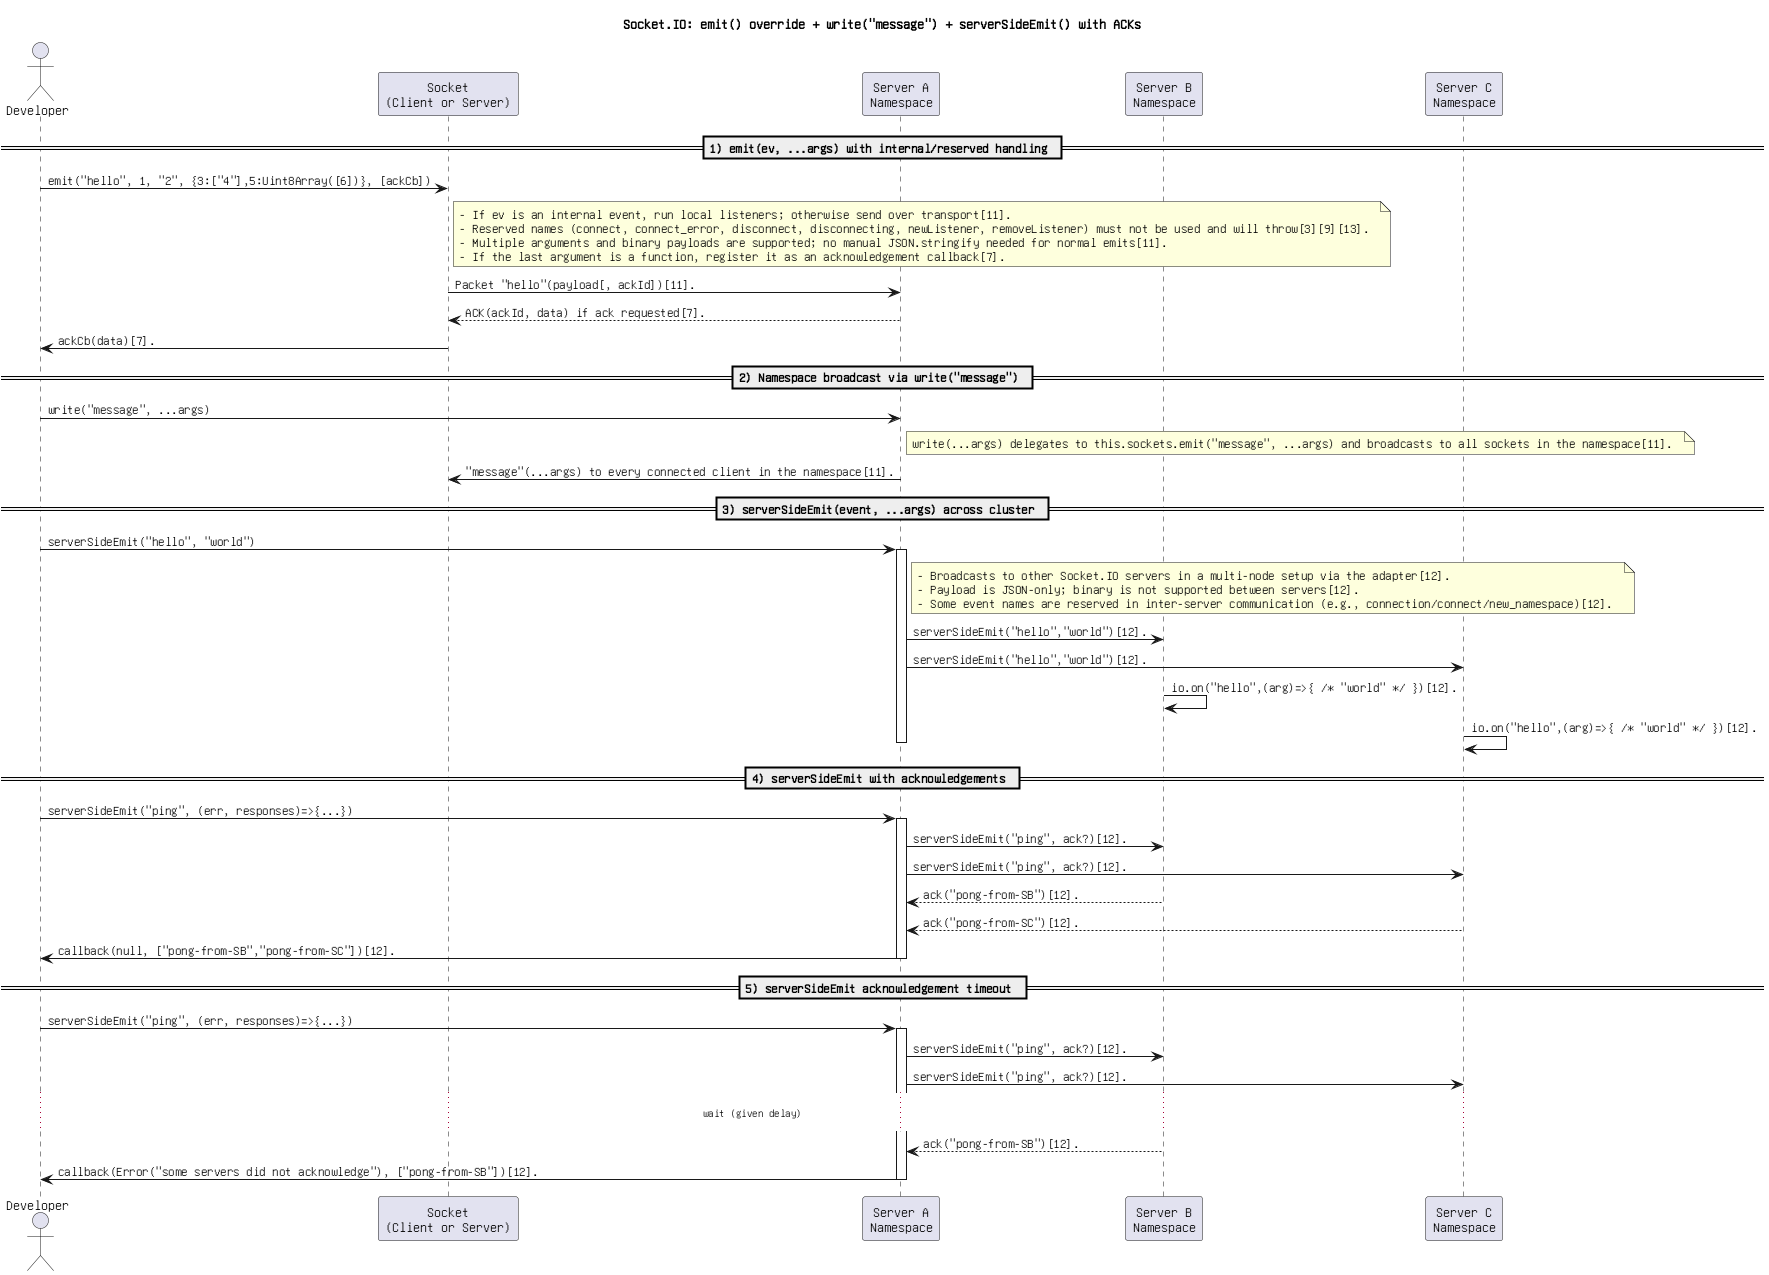 Socket.IO: emit() override + write("message") + serverSideEmit() with ACKs
Developer
Socket
(Client or Server)
Server A
Namespace
Server B
Namespace
Server C
Namespace
1) emit(ev, ...args) with internal/reserved handling
emit("hello", 1, "2", {3:["4"],5:Uint8Array([6])}, [ackCb])
- If ev is an internal event, run local listeners; otherwise send over transport[11].
- Reserved names (connect, connect_error, disconnect, disconnecting, newListener, removeListener) must not be used and will throw[3][9][13].
- Multiple arguments and binary payloads are supported; no manual JSON.stringify needed for normal emits[11].
- If the last argument is a function, register it as an acknowledgement callback[7].
Packet "hello"(payload[, ackId])[11].
ACK(ackId, data) if ack requested[7].
ackCb(data)[7].
2) Namespace broadcast via write("message")
write("message", ...args)
write(...args) delegates to this.sockets.emit("message", ...args) and broadcasts to all sockets in the namespace[11].
"message"(...args) to every connected client in the namespace[11].
3) serverSideEmit(event, ...args) across cluster
serverSideEmit("hello", "world")
- Broadcasts to other Socket.IO servers in a multi-node setup via the adapter[12].
- Payload is JSON-only; binary is not supported between servers[12].
- Some event names are reserved in inter-server communication (e.g., connection/connect/new_namespace)[12].
serverSideEmit("hello","world")[12].
serverSideEmit("hello","world")[12].
io.on("hello",(arg)=>{ /* "world" */ })[12].
io.on("hello",(arg)=>{ /* "world" */ })[12].
4) serverSideEmit with acknowledgements
serverSideEmit("ping", (err, responses)=>{...})
serverSideEmit("ping", ack?)[12].
serverSideEmit("ping", ack?)[12].
ack("pong-from-SB")[12].
ack("pong-from-SC")[12].
callback(null, ["pong-from-SB","pong-from-SC"])[12].
5) serverSideEmit acknowledgement timeout
serverSideEmit("ping", (err, responses)=>{...})
serverSideEmit("ping", ack?)[12].
serverSideEmit("ping", ack?)[12].
wait (given delay)
ack("pong-from-SB")[12].
callback(Error("some servers did not acknowledge"), ["pong-from-SB"])[12].
Developer
Socket
(Client or Server)
Server A
Namespace
Server B
Namespace
Server C
Namespace